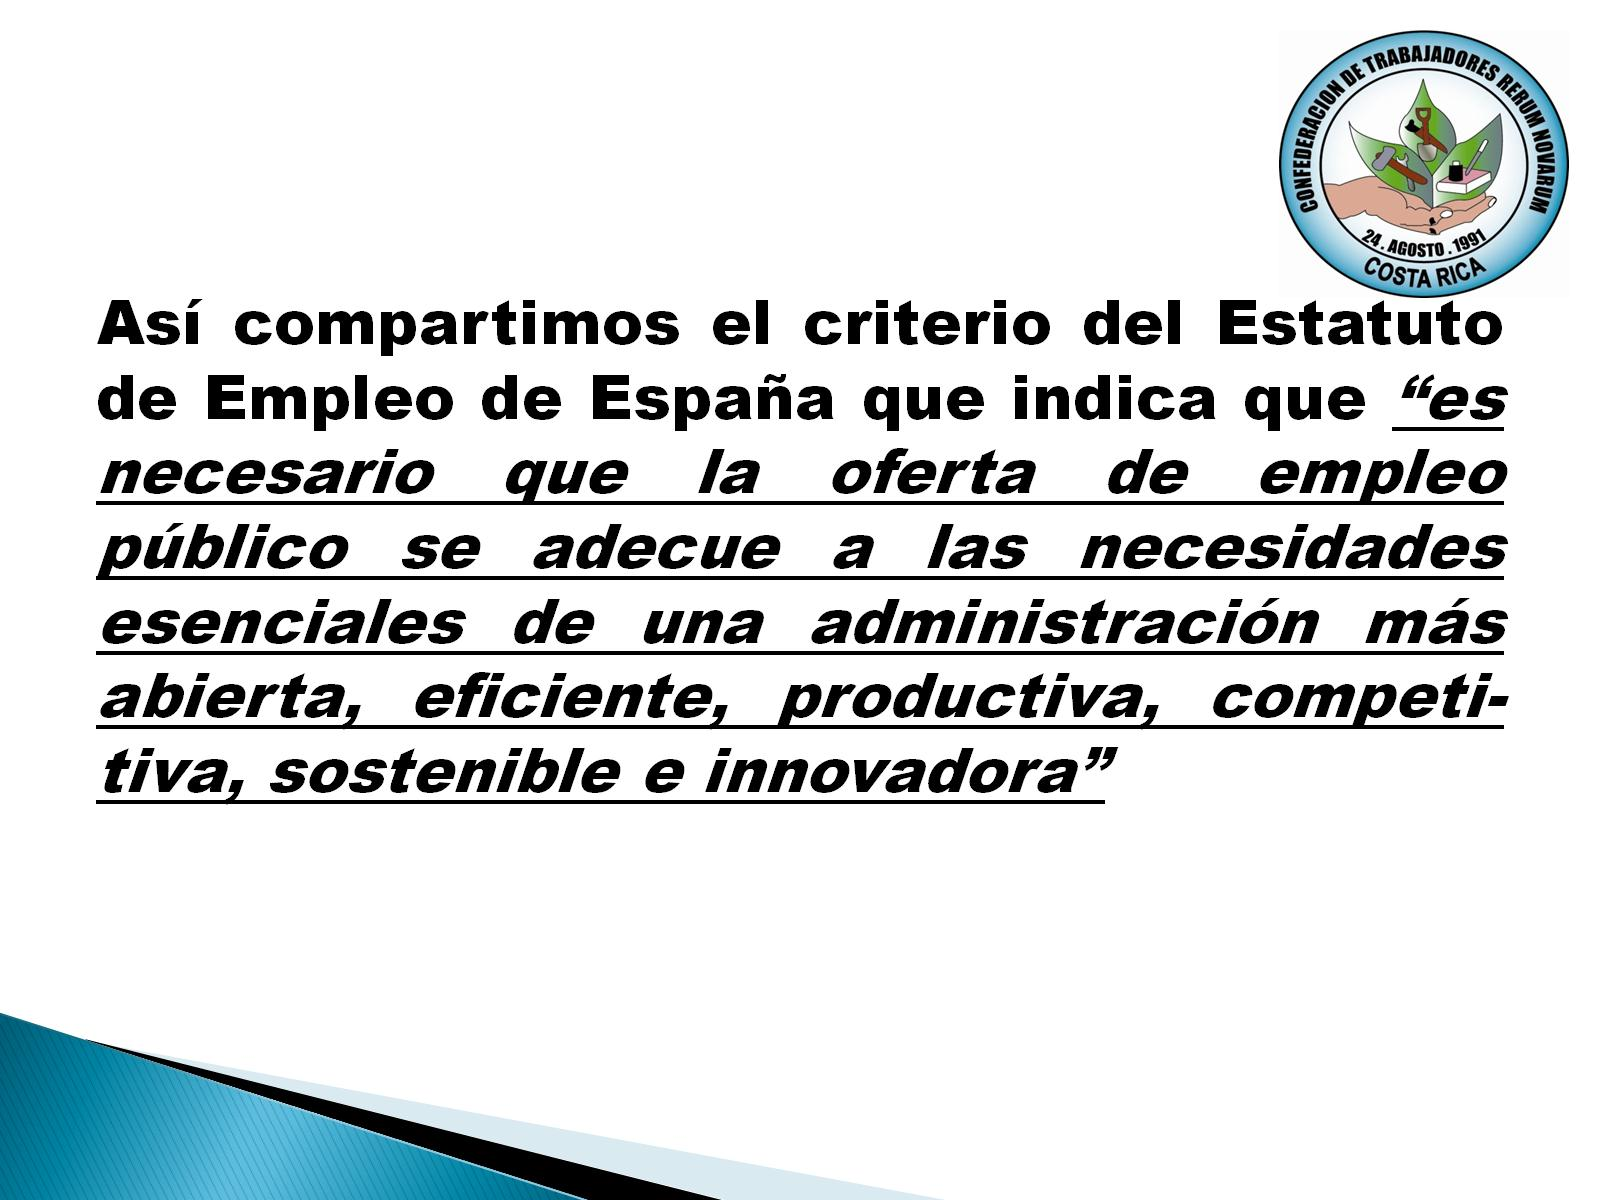 CONFEDERACION DE TRABAJADORES RERUM NOVARUM
24 . AGOSTO . 1991
COSTA RICA
Así compartimos el criterio del Estatuto
de Empleo de España que indica que “es
necesario que la oferta de empleo
público se adecue a las necesidades
esenciales de una administración más
abierta, eficiente, productiva, competi-
tiva, sostenible e innovadora”